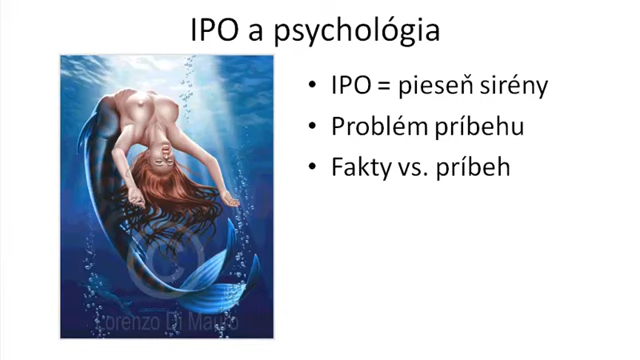 IPO a psychológia
• IPO = pieseň sirény
• Problém príbehu
• Fakty vs. príbeh
©
Lorenzo Di Mauro